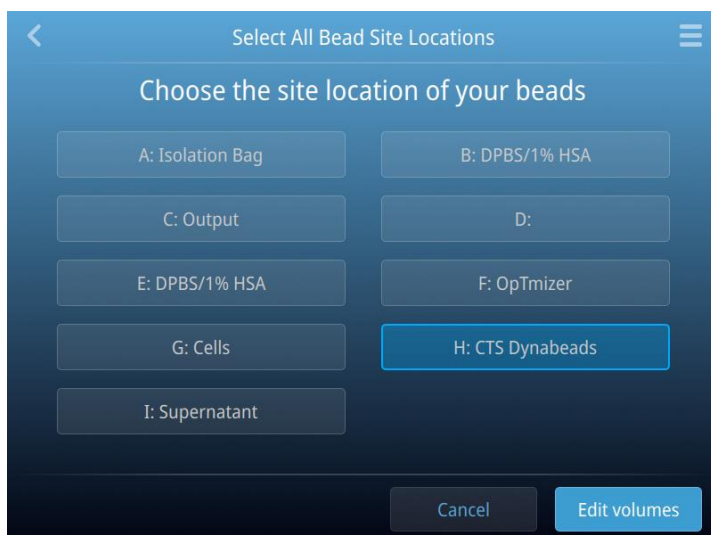 Select All Bead Site Locations
Choose the site location of your beads
A: Isolation Bag
B: DPBS/1% HSA
C: Output
D:
E: DPBS/1% HSA
F: OpTmizer
G: Cells
H: CTS Dynabeads
I: Supernatant
Cancel
Edit volumes